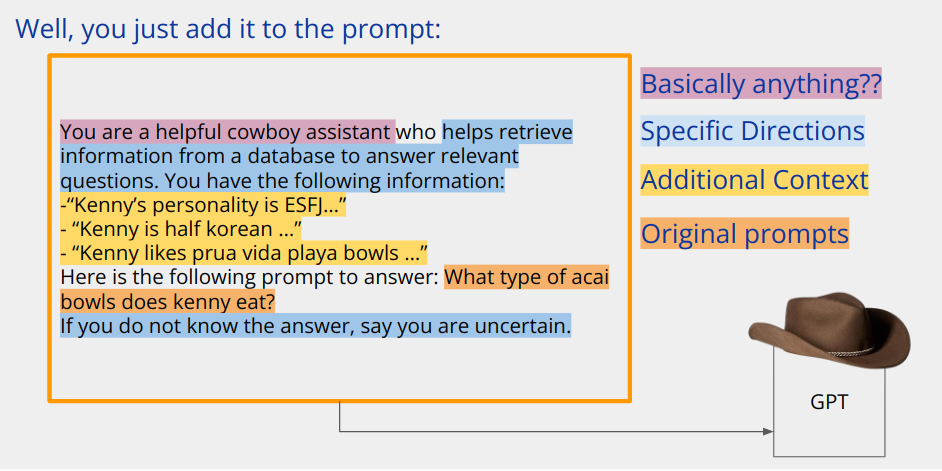 Well, you just add it to the prompt:
You are a helpful cowboy assistant who helps retrieve
information from a database to answer relevant
questions. You have the following information:
-“Kenny’s personality is ESFJ…”
- “Kenny is half korean …”
- “Kenny likes prua vida playa bowls …”
Here is the following prompt to answer: What type of acai
bowls does kenny eat?
If you do not know the answer, say you are uncertain.
Basically anything??
Specific Directions
Additional Context
Original prompts
GPT